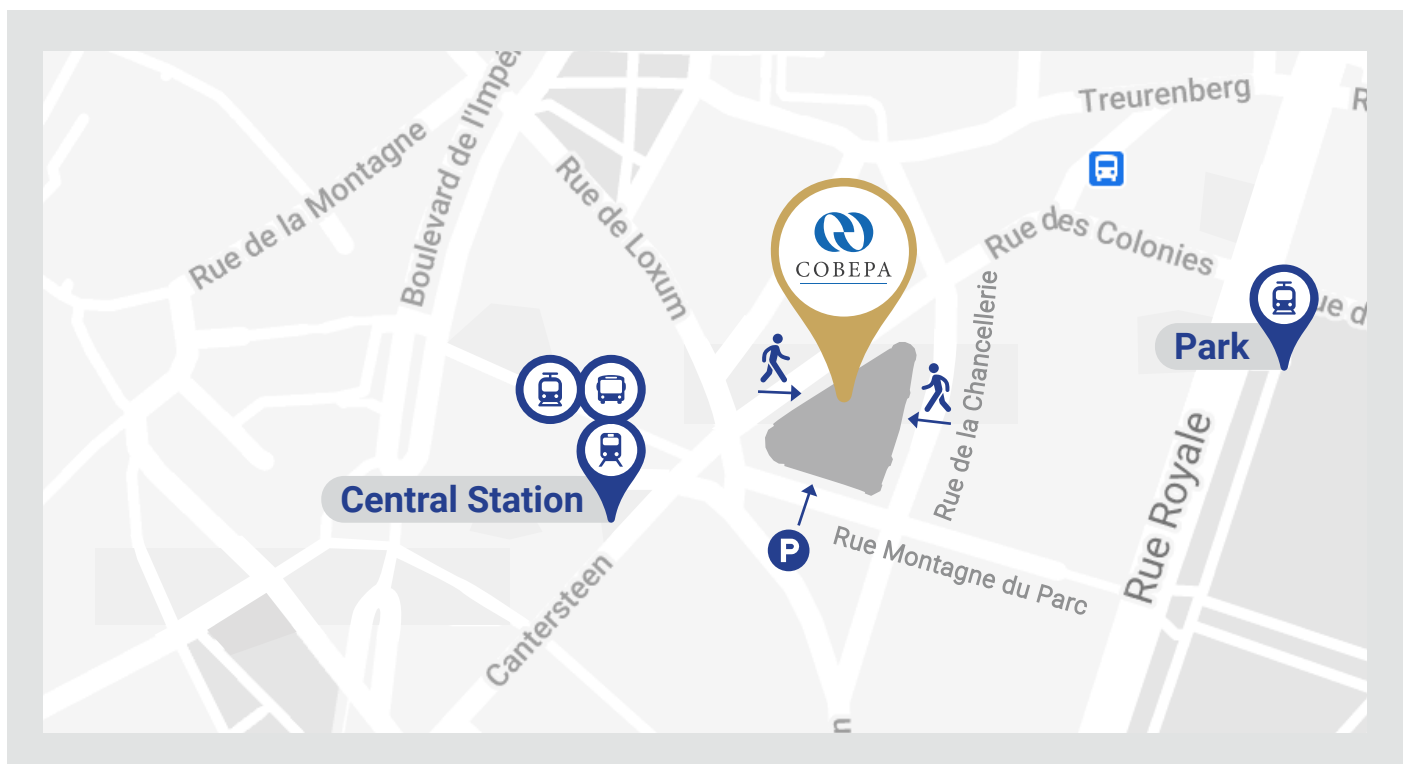 Treurenberg
R
Boulevard de l'Impé
Rue de la Montagne
Rue de Loxum
COBEPA
Rue des Colonies
Rue de la Chancellerie
ue d
Park
Central Station
Rue Royale
P
Rue Montagne du Parc
Cantersteen
n